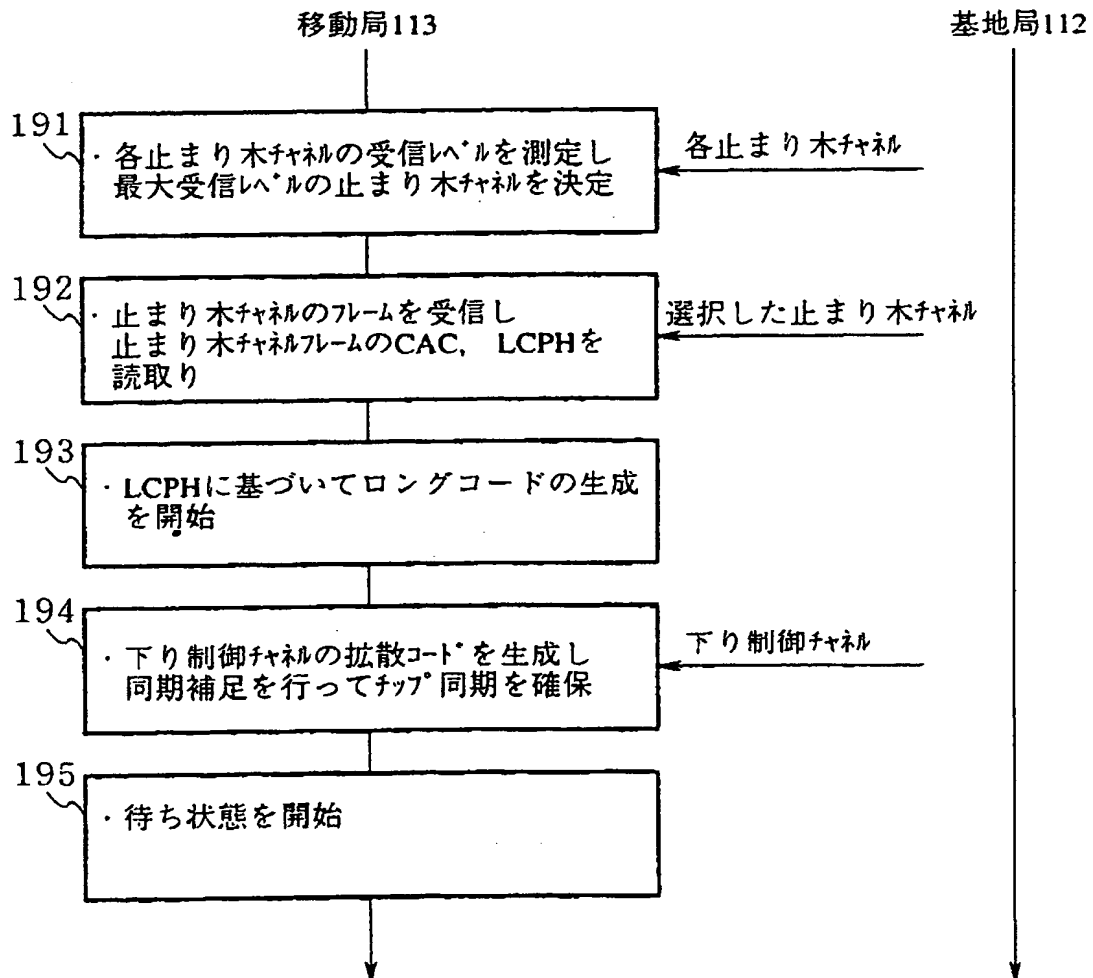 移動局113
基地局112
191
・各止まり木ﾁｬﾈﾙの受信ﾚﾍﾞﾙを測定し
最大受信ﾚﾍﾞﾙの止まり木ﾁｬﾈﾙを決定
各止まり木ﾁｬﾈﾙ
192
・止まり木ﾁｬﾈﾙのﾌﾚｰﾑを受信し
止まり木ﾁｬﾈﾙﾌﾚｰﾑのCAC, LCPHを
読取り
選択した止まり木ﾁｬﾈﾙ
193
・LCPHに基づいてロングコードの生成
を開始
194
・下り制御ﾁｬﾈﾙの拡散ｺｰﾄﾞを生成し
同期補足を行ってﾁｯﾌﾟ同期を確保
下り制御ﾁｬﾈﾙ
195
・待ち状態を開始